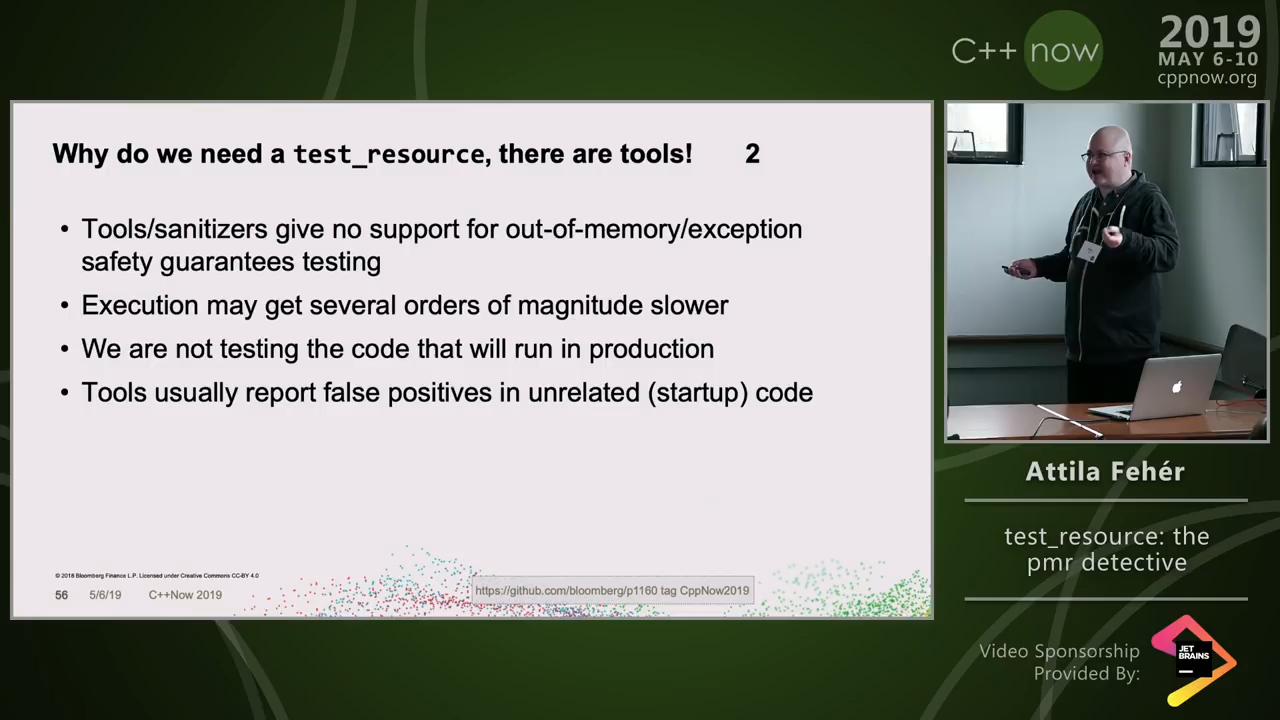 C++ now
2019
MAY 6-10
cppnow.org
Why do we need a test_resource, there are tools! 2
• Tools/sanitizers give no support for out-of-memory/exception
safety guarantees testing
• Execution may get several orders of magnitude slower
• We are not testing the code that will run in production
• Tools usually report false positives in unrelated (startup) code
© 2018 Bloomberg Finance L.P. Licensed under Creative Commons CC-BY 4.0
56 5/6/19 C++Now 2019
https://github.com/bloomberg/p1160 tag CppNow2019
Attila Fehér
test_resource: the
pmr detective
Video Sponsorship
Provided By:
JET
BRAINS